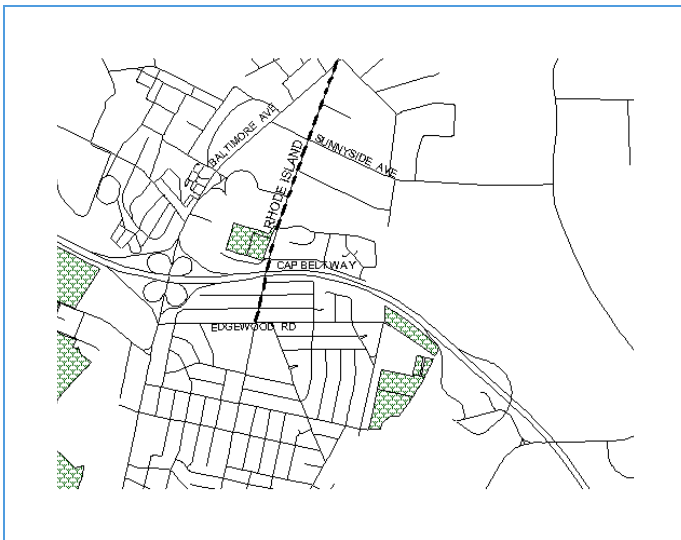 BALTIMORE AVE
SUNNYSIDE AVE
RHODE ISLAND
CAP BELTWAY
EDGEWOOD RD